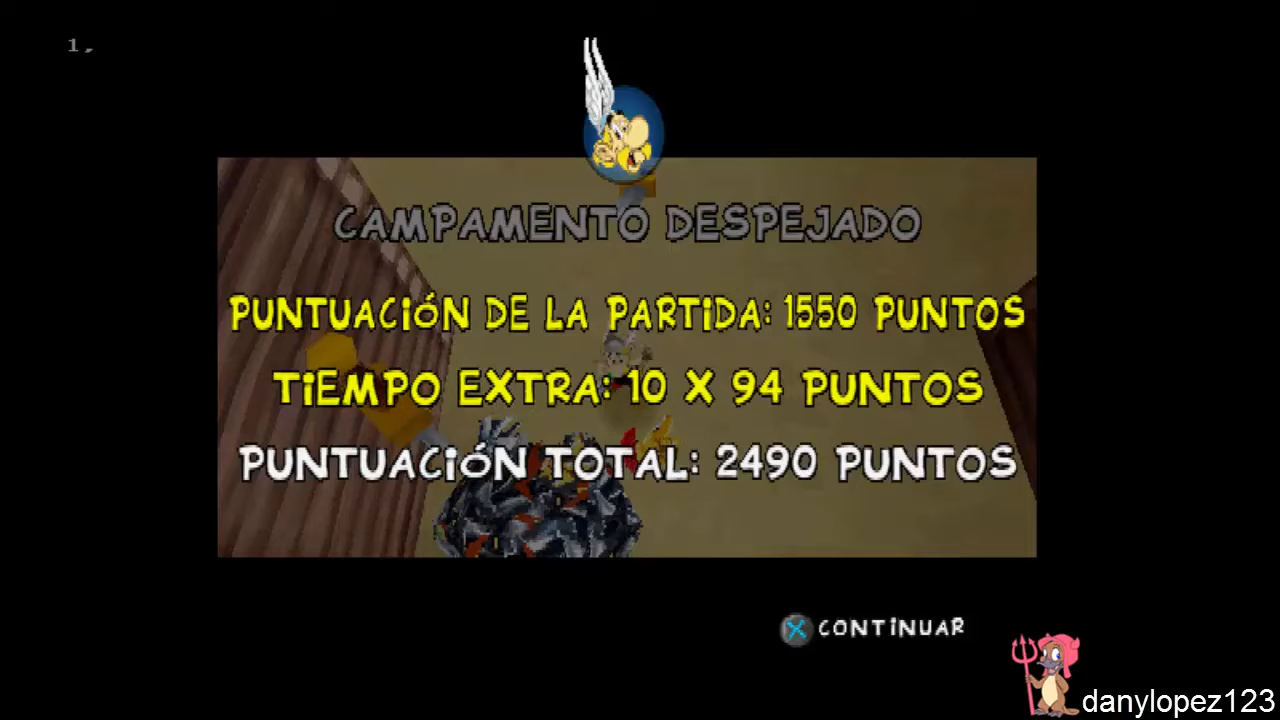 1,
CAMPAMENTO DESPEJADO
PUNTUACIÓN DE LA PARTIDA: 1550 PUNTOS
TIEMPO EXTRA: 10 X 94 PUNTOS
PUNTUACIÓN TOTAL: 2490 PUNTOS
CONTINUAR
danylopez123